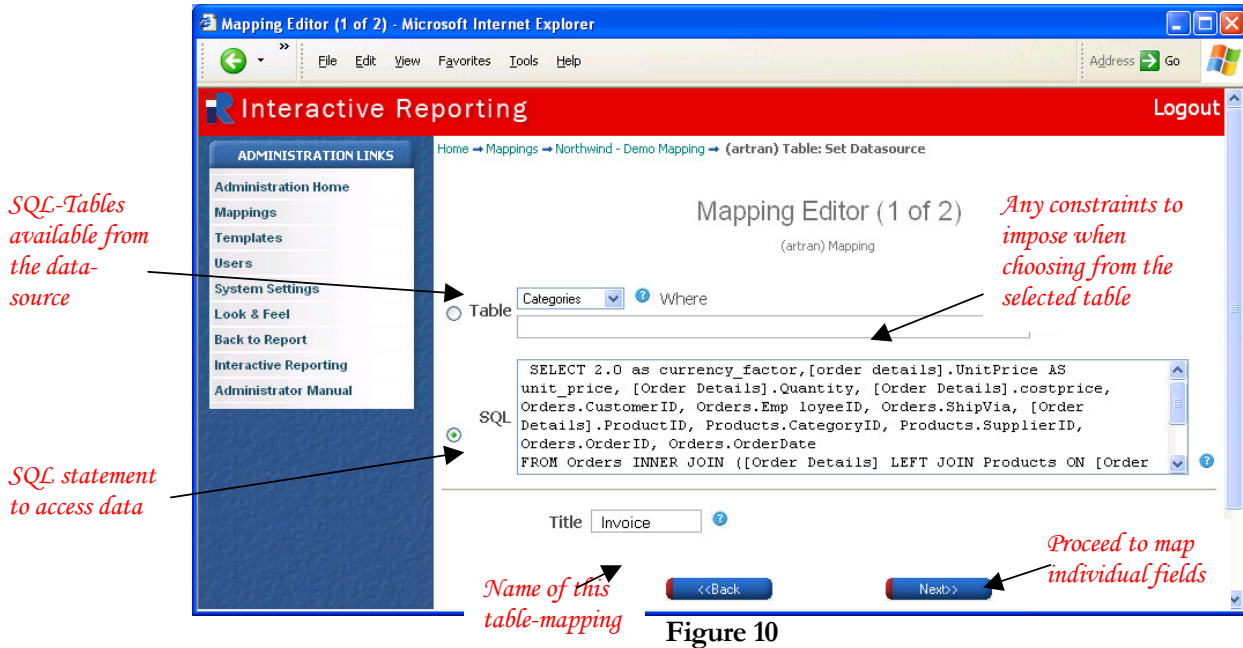 Mapping Editor (1 of 2) - Microsoft Internet Explorer
» File Edit View Favorites Tools Help Address Go
Interactive Reporting Logout
ADMINISTRATION LINKS
Administration Home
Mappings
Templates
Users
System Settings
Look & Feel
Back to Report
Interactive Reporting
Administrator Manual
Home → Mappings → Northwind - Demo Mapping → (artran) Table: Set Datasource
Mapping Editor (1 of 2)
(artran) Mapping
SQL-Tables
available from
the data-
source
Any constraints to
impose when
choosing from the
selected table
Table Categories ? Where
SQL
SELECT 2.0 as currency_factor,[order details].UnitPrice AS
unit_price, [Order Details].Quantity, [Order Details].costprice,
Orders.CustomerID, Orders.Emp loyeeID, Orders.ShipVia, [Order
Details].ProductID, Products.CategoryID, Products.SupplierID,
Orders.OrderID, Orders.OrderDate
FROM Orders INNER JOIN ([Order Details] LEFT JOIN Products ON [Order
?
SQL statement
to access data
Title Invoice ?
Name of this
table-mapping
<<Back
Next>>
Proceed to map
individual fields
Figure 10